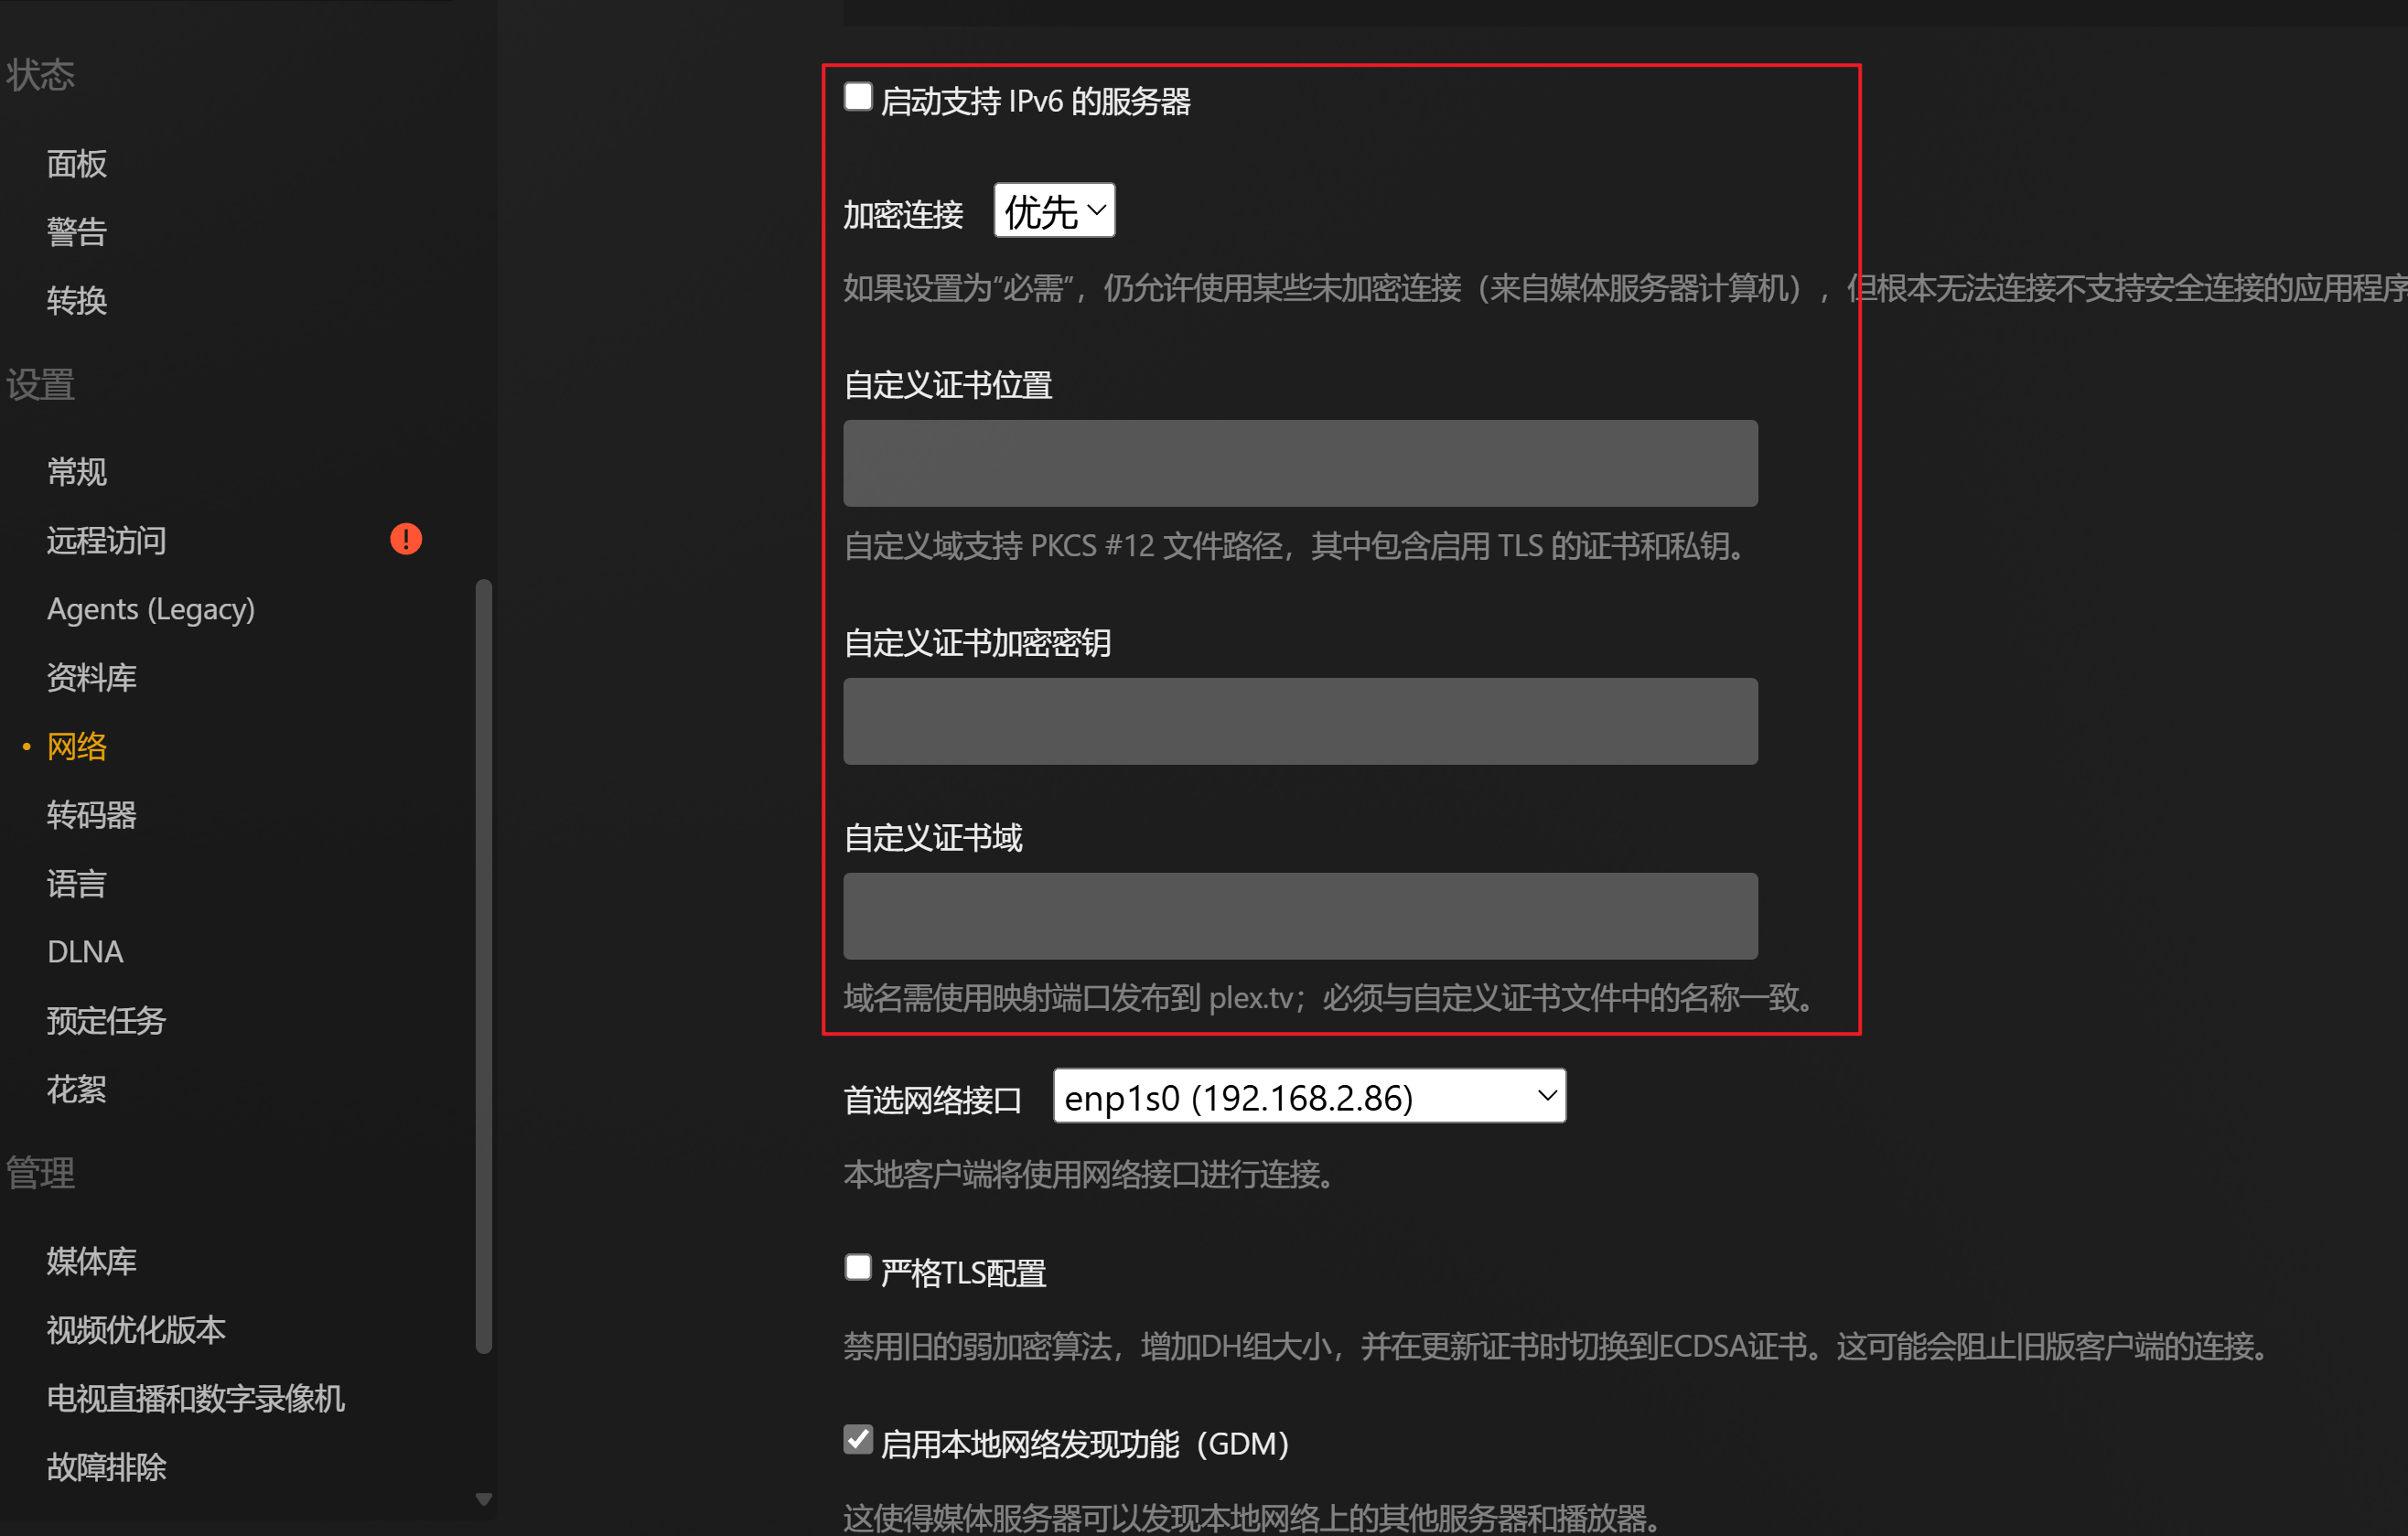 状态
面板
警告
转换
设置
常规
远程访问
Agents (Legacy)
资料库
网络
转码器
语言
DLNA
预定任务
花絮
管理
媒体库
视频优化版本
电视直播和数字录像机
故障排除
启动支持 IPv6 的服务器
加密连接 优先
如果设置为“必需”，仍允许使用某些未加密连接（来自媒体服务器计算机），但根本无法连接不支持安全连接的应用程序
自定义证书位置
自定义域支持 PKCS #12 文件路径，其中包含启用 TLS 的证书和私钥。
自定义证书加密密钥
自定义证书域
域名需使用映射端口发布到 plex.tv；必须与自定义证书文件中的名称一致。
首选网络接口 enp1s0 (192.168.2.86)
本地客户端将使用网络接口进行连接。
严格TLS配置
禁用旧的弱加密算法，增加DH组大小，并在更新证书时切换到ECDSA证书。这可能会阻止旧版客户端的连接。
启用本地网络发现功能（GDM）
这使得媒体服务器可以发现本地网络上的其他服务器和播放器。